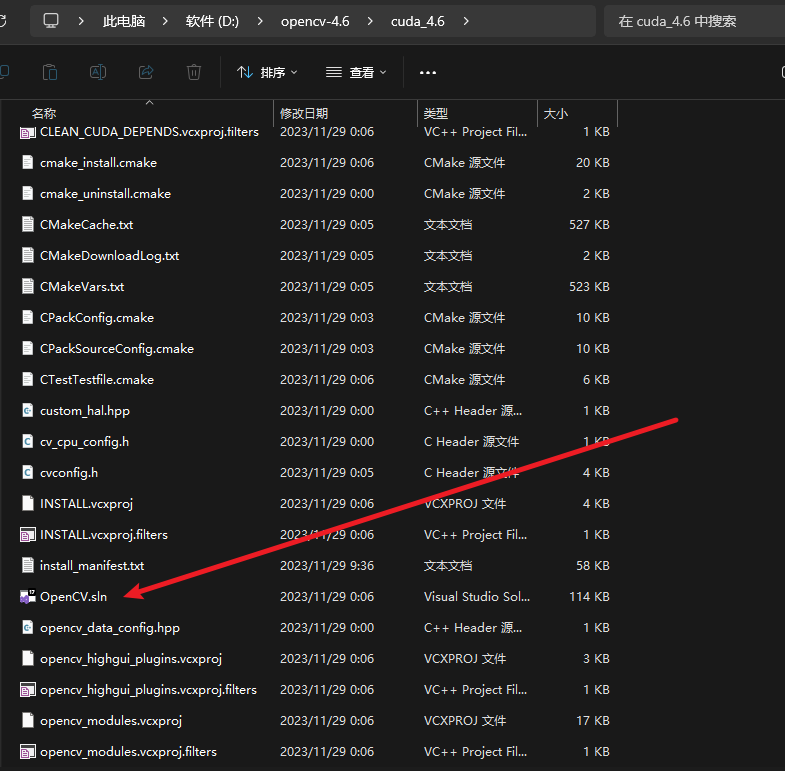 此电脑 > 软件 (D:) > opencv-4.6 > cuda_4.6 >
在 cuda_4.6 中搜索
排序 查看 ...
名称 修改日期 类型 大小
CLEAN_CUDA_DEPENDS.vcxproj.filters 2023/11/29 0:06 VC++ Project Fil... 1 KB
cmake_install.cmake 2023/11/29 0:06 CMake 源文件 20 KB
cmake_uninstall.cmake 2023/11/29 0:00 CMake 源文件 2 KB
CMakeCache.txt 2023/11/29 0:05 文本文档 527 KB
CMakeDownloadLog.txt 2023/11/29 0:05 文本文档 2 KB
CMakeVars.txt 2023/11/29 0:05 文本文档 523 KB
CPackConfig.cmake 2023/11/29 0:03 CMake 源文件 10 KB
CPackSourceConfig.cmake 2023/11/29 0:03 CMake 源文件 10 KB
CTestTestfile.cmake 2023/11/29 0:06 CMake 源文件 6 KB
custom_hal.hpp 2023/11/29 0:00 C++ Header 源... 1 KB
cv_cpu_config.h 2023/11/29 0:00 C Header 源文件 1 KB
cvconfig.h 2023/11/29 0:05 C Header 源文件 4 KB
INSTALL.vcxproj 2023/11/29 0:06 VCXPROJ 文件 4 KB
INSTALL.vcxproj.filters 2023/11/29 0:06 VC++ Project Fil... 1 KB
install_manifest.txt 2023/11/29 9:36 文本文档 58 KB
OpenCV.sln 2023/11/29 0:06 Visual Studio Sol... 114 KB
opencv_data_config.hpp 2023/11/29 0:00 C++ Header 源... 1 KB
opencv_highgui_plugins.vcxproj 2023/11/29 0:06 VCXPROJ 文件 3 KB
opencv_highgui_plugins.vcxproj.filters 2023/11/29 0:06 VC++ Project Fil... 1 KB
opencv_modules.vcxproj 2023/11/29 0:06 VCXPROJ 文件 17 KB
opencv_modules.vcxproj.filters 2023/11/29 0:06 VC++ Project Fil... 1 KB